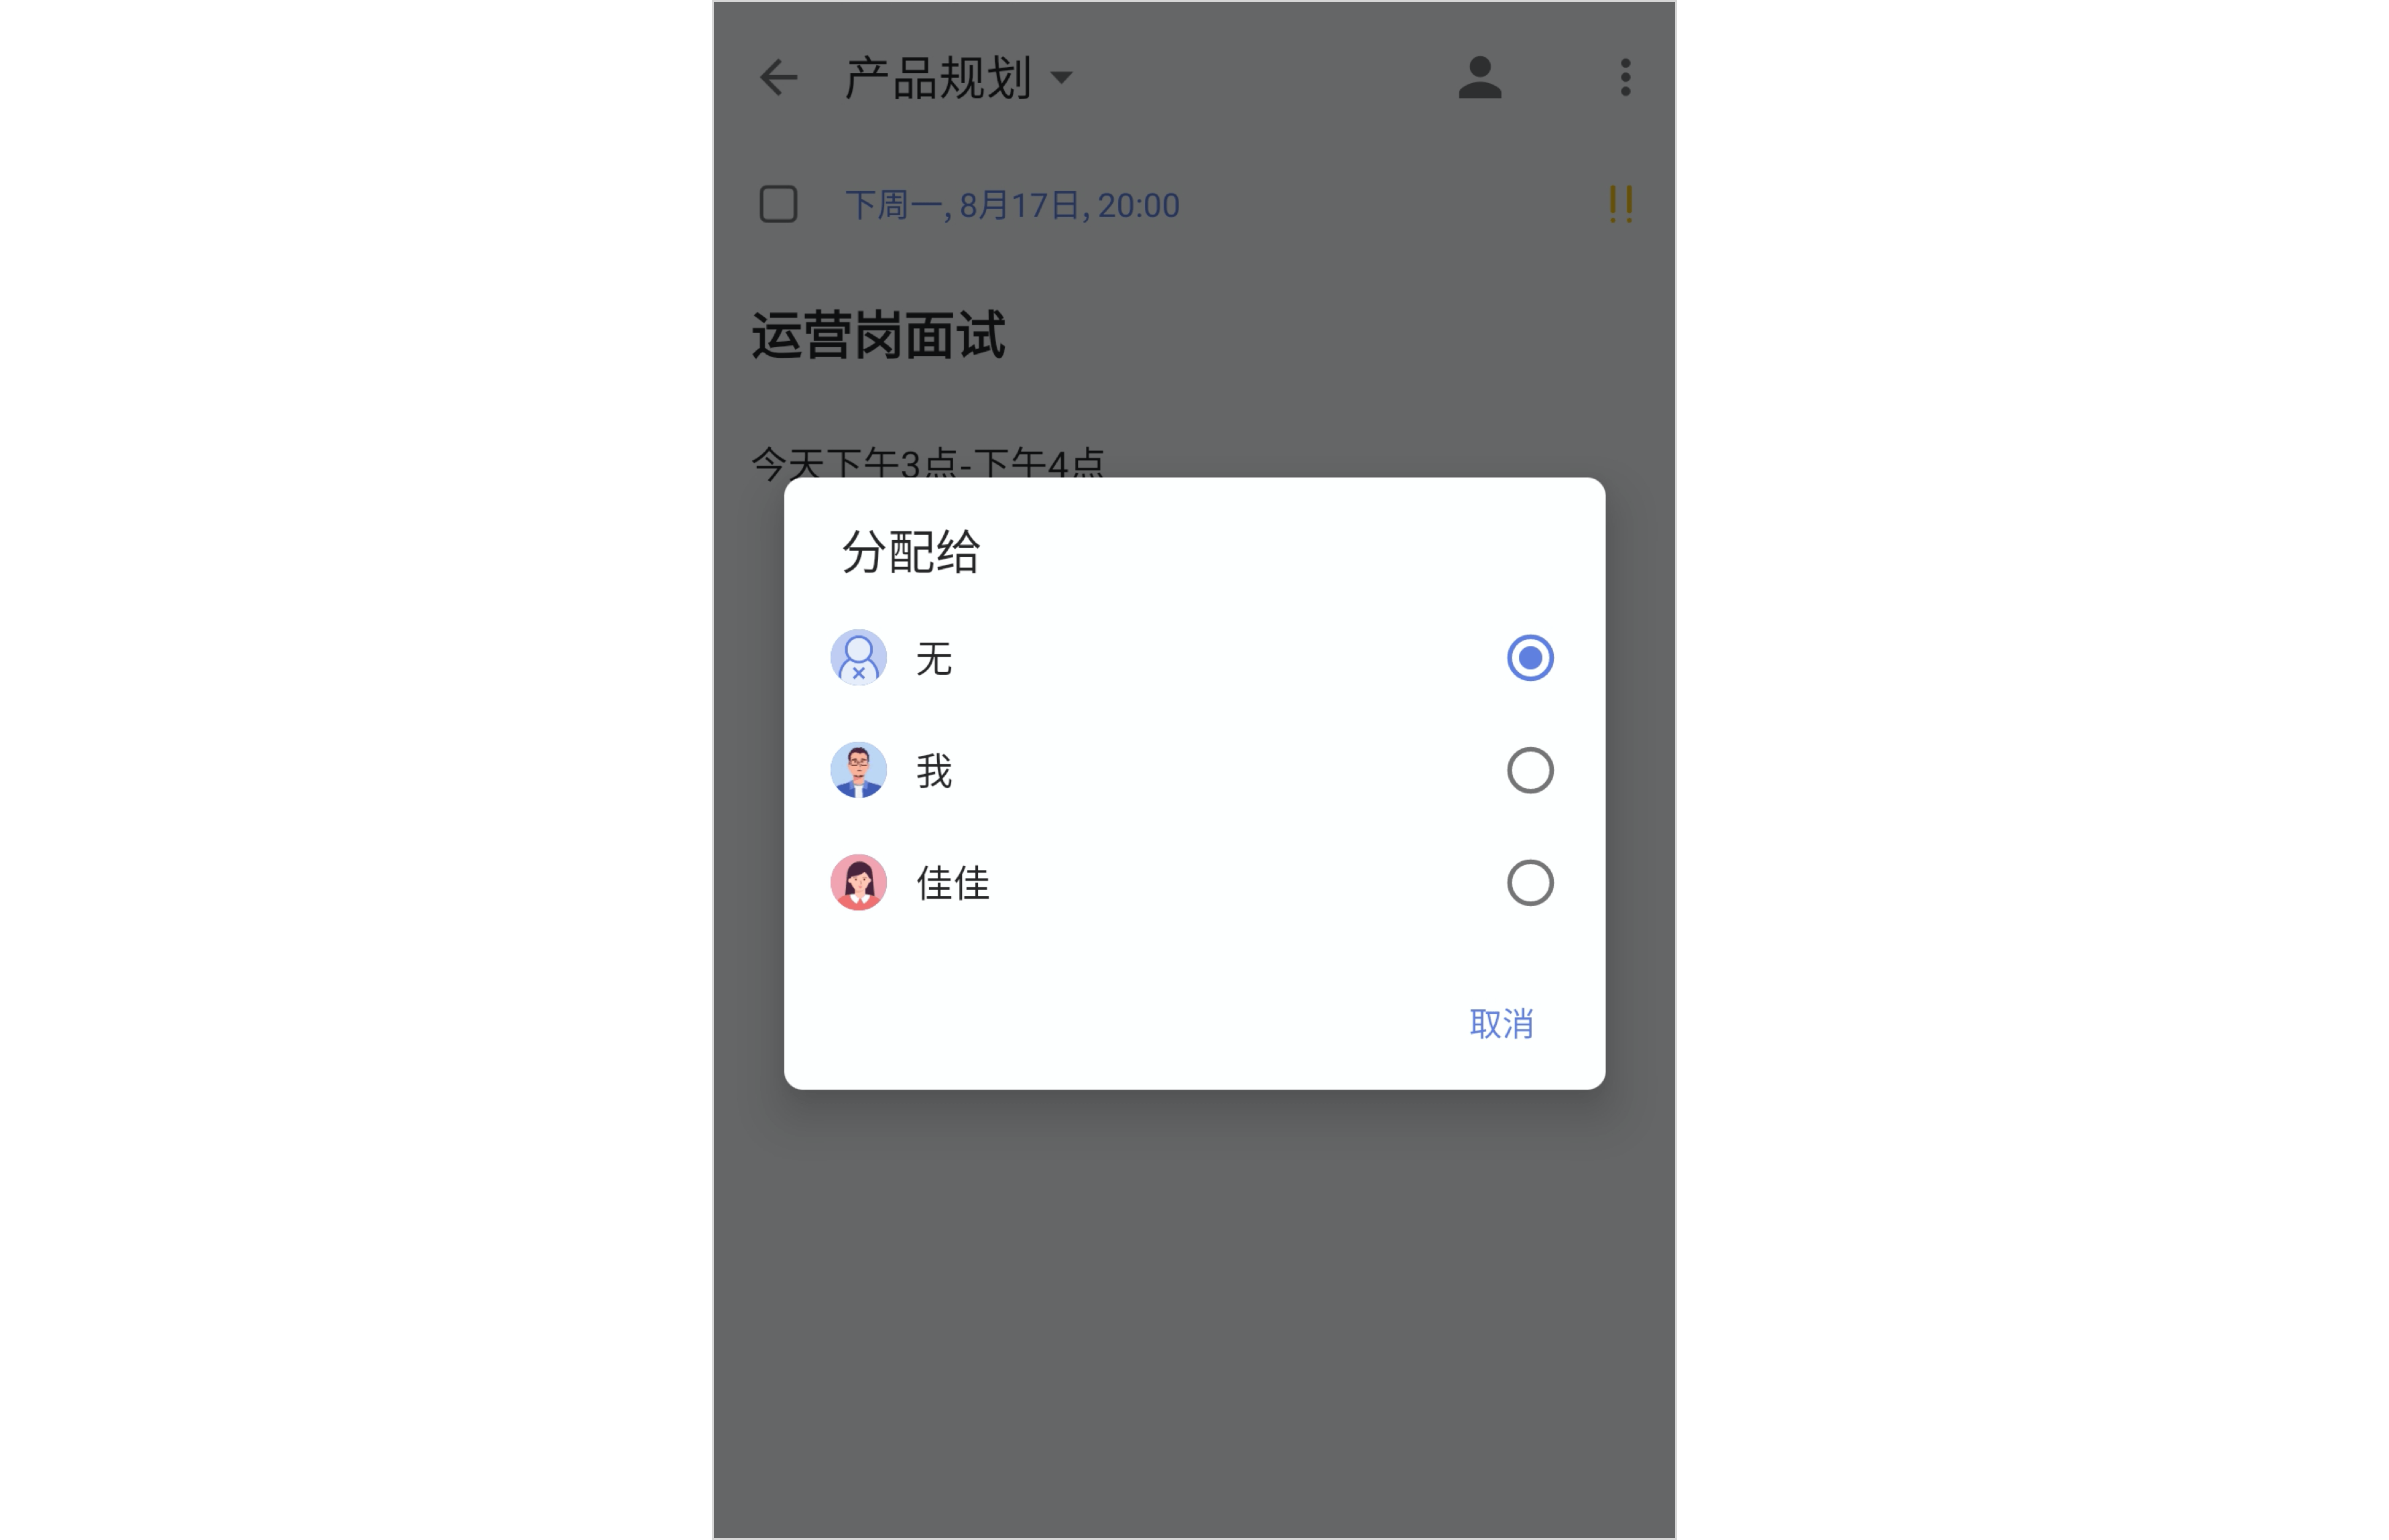 产品规划
下周一, 8月17日, 20:00
运营岗面试
今天下午3点-下午4点
分配给
无
我
佳佳
取消